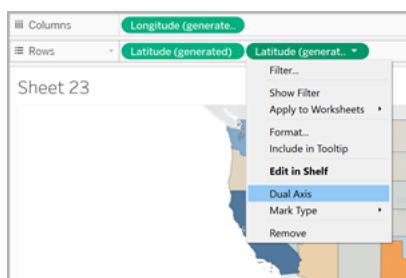 Columns
Longitude (generate..
Rows
Latitude (generated)
Latitude (generat..
Sheet 23
Filter...
Show Filter
Apply to Worksheets
Format...
Include in Tooltip
Edit in Shelf
Dual Axis
Mark Type
Remove